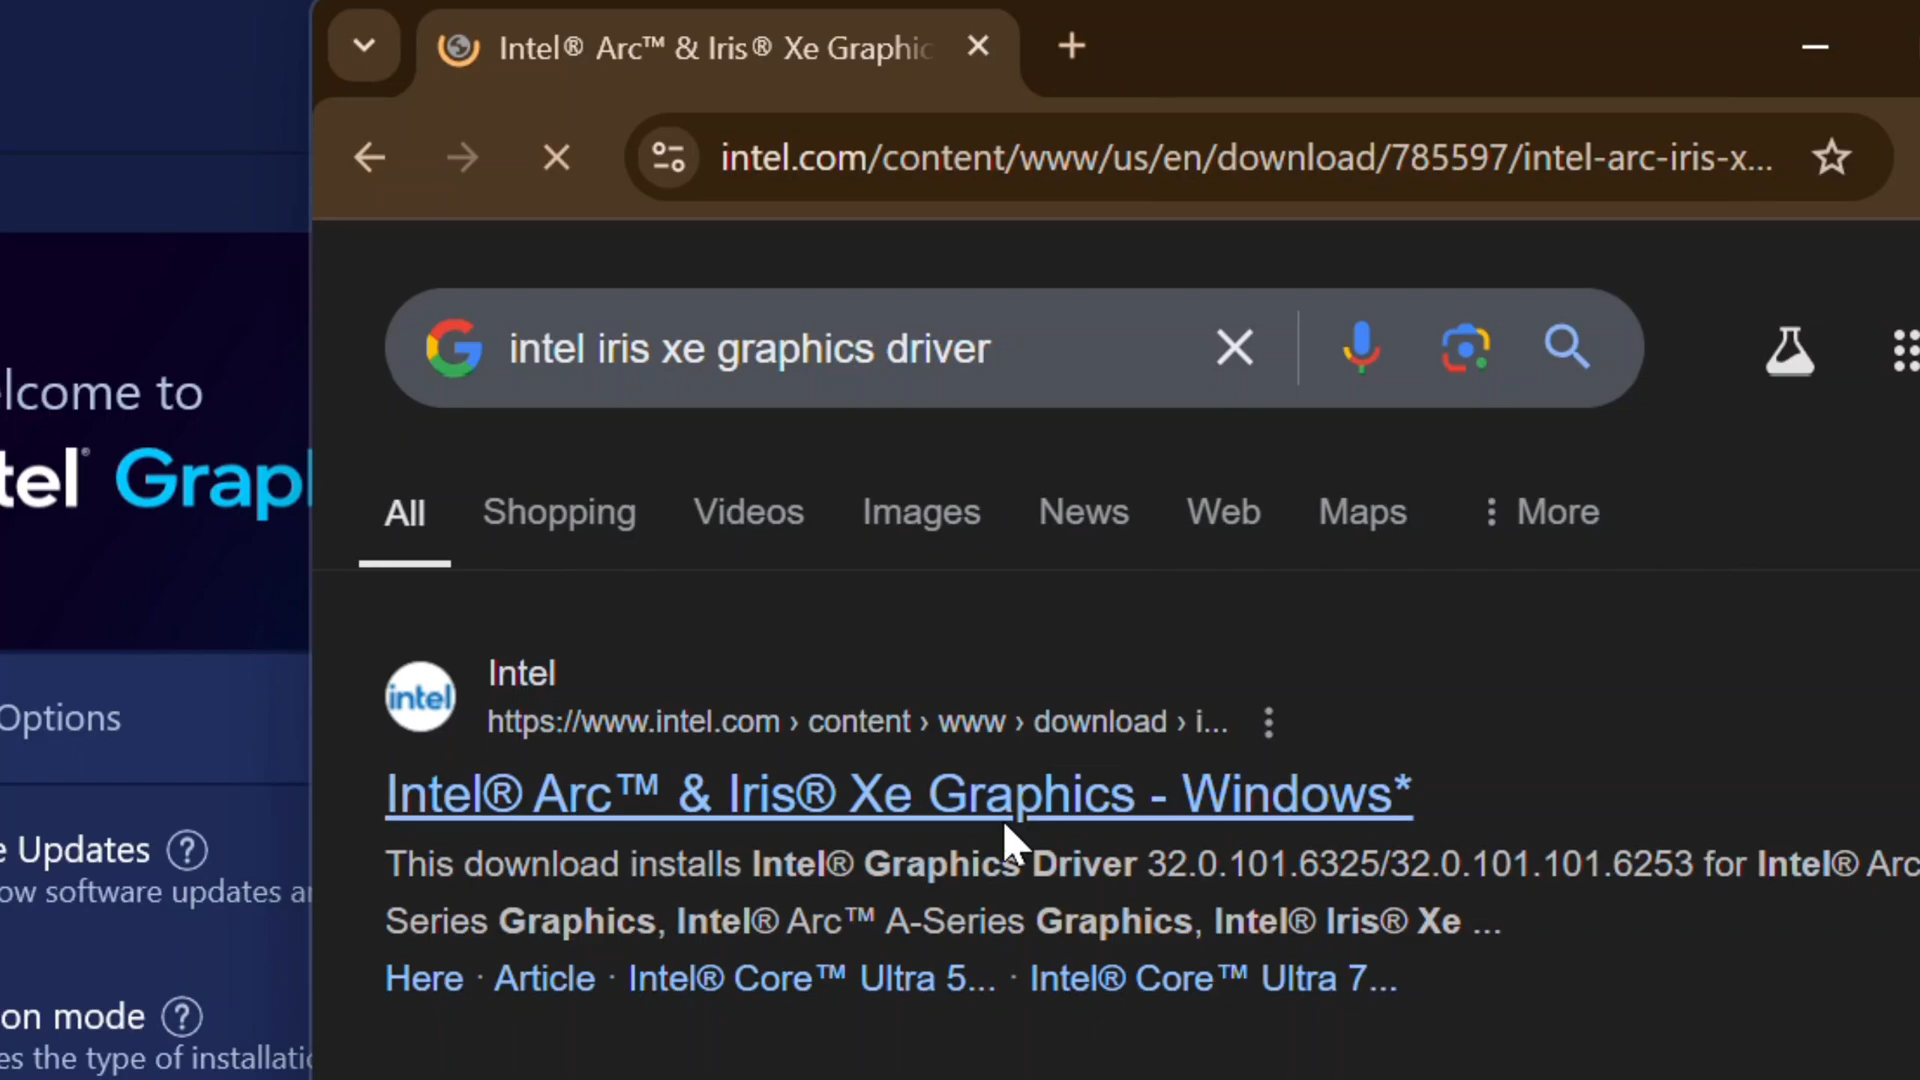 Intel® Arc™ & Iris® Xe Graphic
intel.com/content/www/us/en/download/785597/intel-arc-iris-x...
intel iris xe graphics driver
All Shopping Videos Images News Web Maps More
intel
Intel
https://www.intel.com › content › www › download › i...
Intel® Arc™ & Iris® Xe Graphics - Windows*
This download installs Intel® Graphics Driver 32.0.101.6325/32.0.101.101.6253 for Intel® Arc
Series Graphics, Intel® Arc™ A-Series Graphics, Intel® Iris® Xe ...
Here · Article · Intel® Core™ Ultra 5... · Intel® Core™ Ultra 7...
lcome to
tel® Graph
Options
e Updates ?
ow software updates a
on mode ?
es the type of installatio